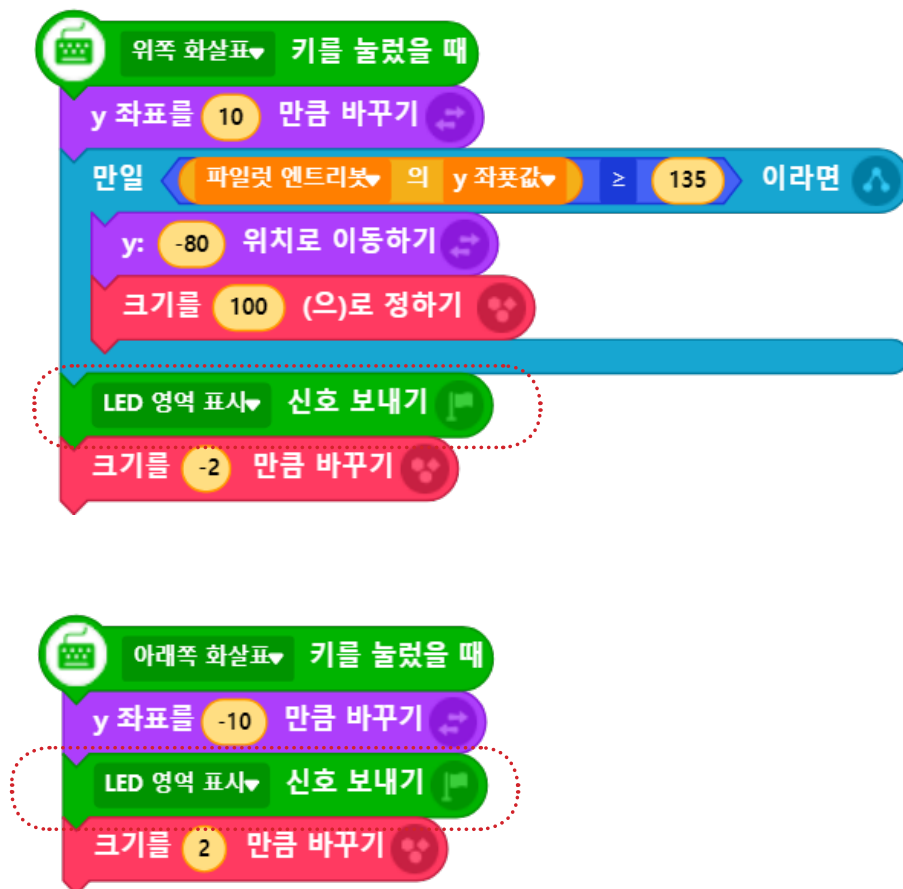 위쪽 화살표 키를 눌렀을 때
y 좌표를 10 만큼 바꾸기
만일 파일럿 엔트리봇 의 y 좌푯값 ≥ 135 이라면
y: -80 위치로 이동하기
크기를 100 (으)로 정하기
LED 영역 표시 신호 보내기
크기를 -2 만큼 바꾸기
아래쪽 화살표 키를 눌렀을 때
y 좌표를 -10 만큼 바꾸기
LED 영역 표시 신호 보내기
크기를 2 만큼 바꾸기